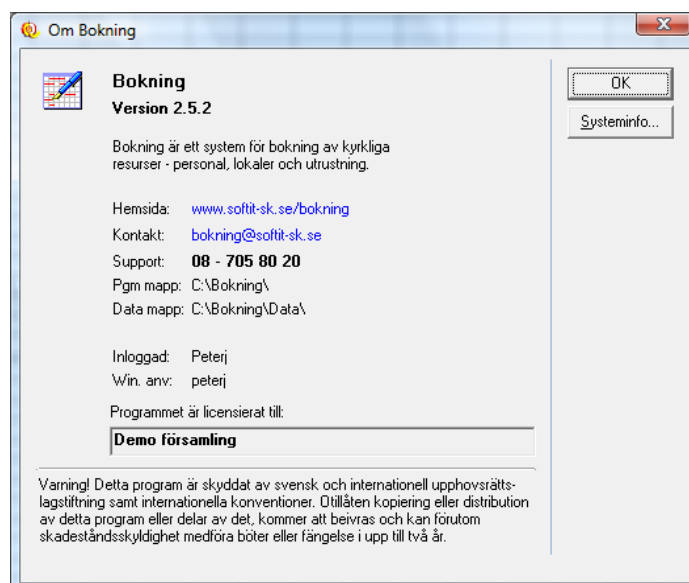 Om Bokning
Bokning
Version 2.5.2
OK
Systeminfo...
Bokning är ett system för bokning av kyrkliga
resurser - personal, lokaler och utrustning.
Hemsida: www.softit-sk.se/bokning
Kontakt: bokning@softit-sk.se
Support: 08 - 705 80 20
Pgm mapp: C:\Bokning\
Data mapp: C:\Bokning\Data\
Inloggad: Peterj
Win. anv: peterj
Programmet är licensierat till:
Demo församling
Varning! Detta program är skyddat av svensk och internationell upphovsrätts-
lagstiftning samt internationella konventioner. Otillåten kopiering eller distribution
av detta program eller delar av det, kommer att beivras och kan förutom
skadeståndsskyldighet medföra böter eller fängelse i upp till två år.